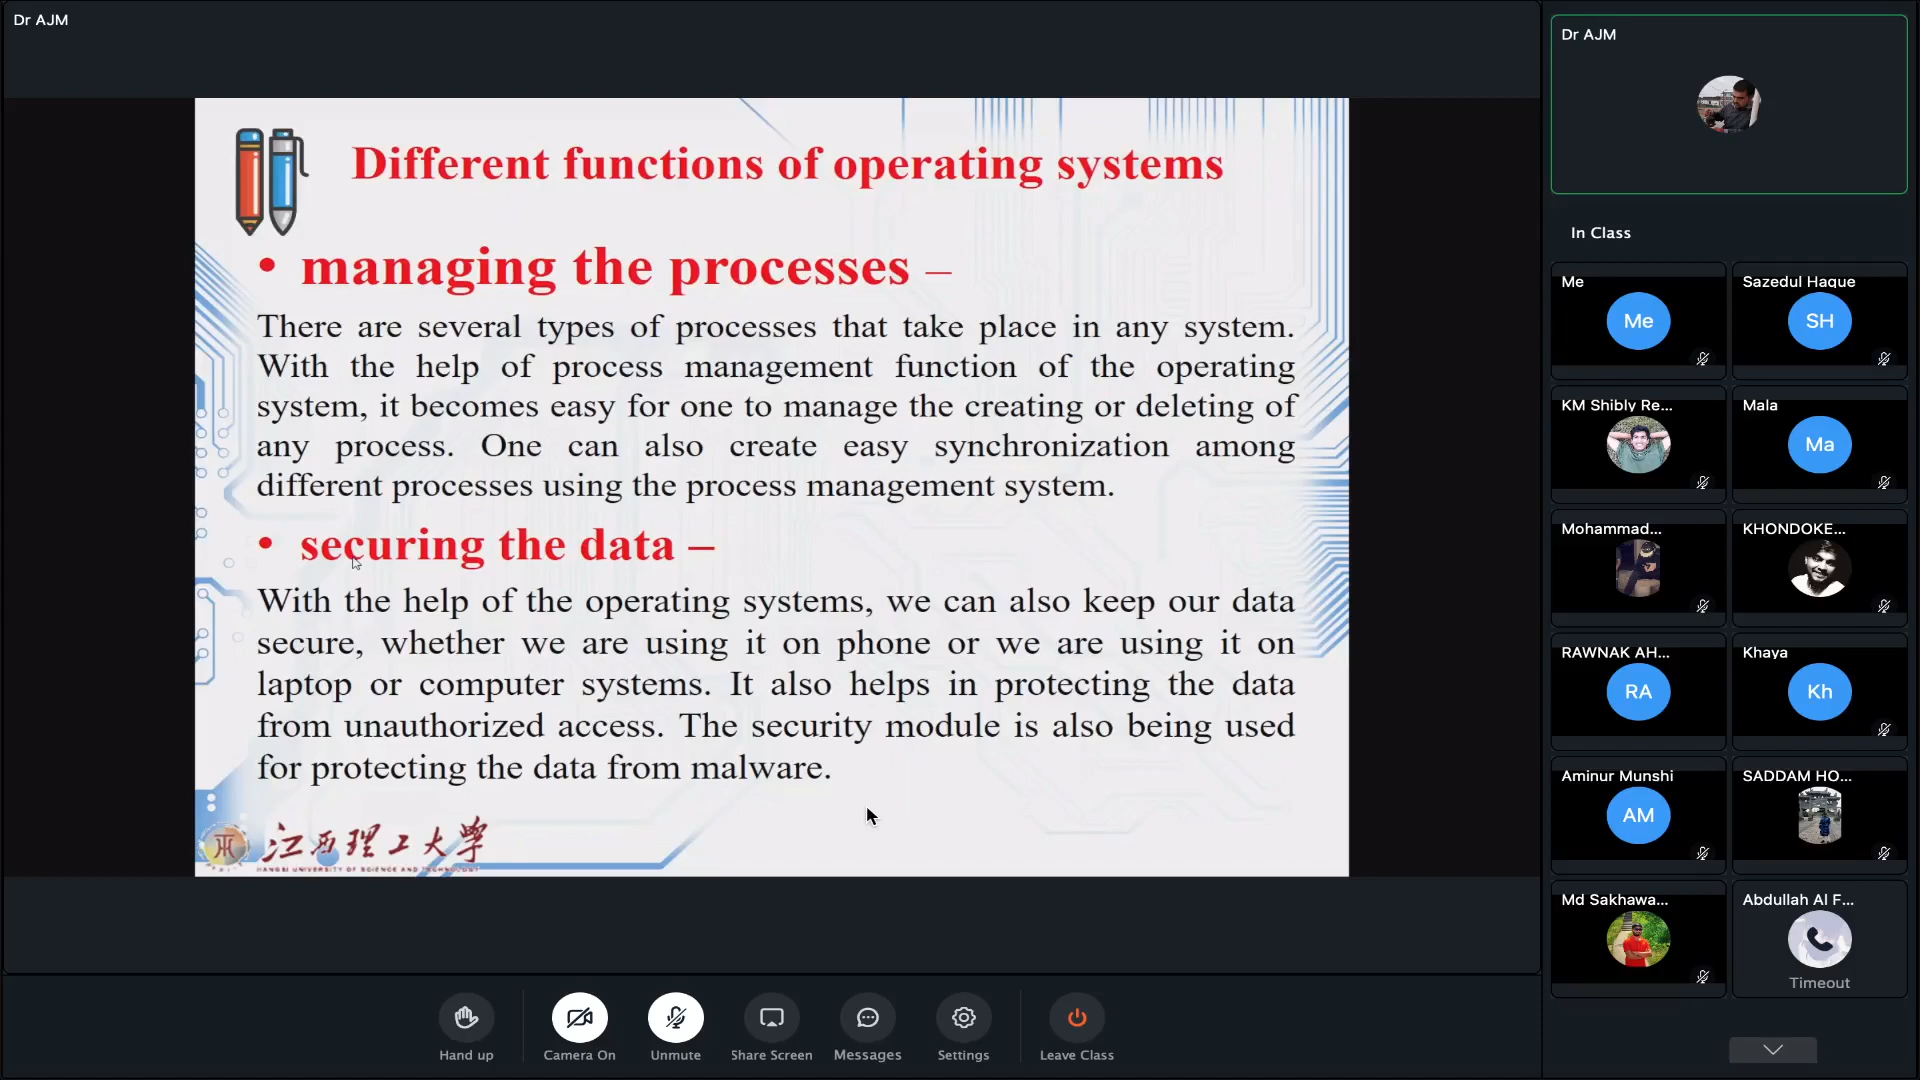 Dr AJM
Different functions of operating systems
• managing the processes –
There are several types of processes that take place in any system.
With the help of process management function of the operating
system, it becomes easy for one to manage the creating or deleting of
any process. One can also create easy synchronization among
different processes using the process management system.
• securing the data –
With the help of the operating systems, we can also keep our data
secure, whether we are using it on phone or we are using it on
laptop or computer systems. It also helps in protecting the data
from unauthorized access. The security module is also being used
for protecting the data from malware.
江西理工大学
UNIVERSITY OF SCIENCE AND TECHNOLOGY
Hand up
Camera On
Unmute
Share Screen
Messages
Settings
Leave Class
Dr AJM
In Class
Me
Me
Sazedul Haque
SH
KM Shibly Re...
Mala
Ma
Mohammad...
KHONDOKE...
RAWNAK AH...
RA
Khaya
Kh
Aminur Munshi
AM
SADDAM HO...
Md Sakhawa...
Abdullah Al F...
Timeout